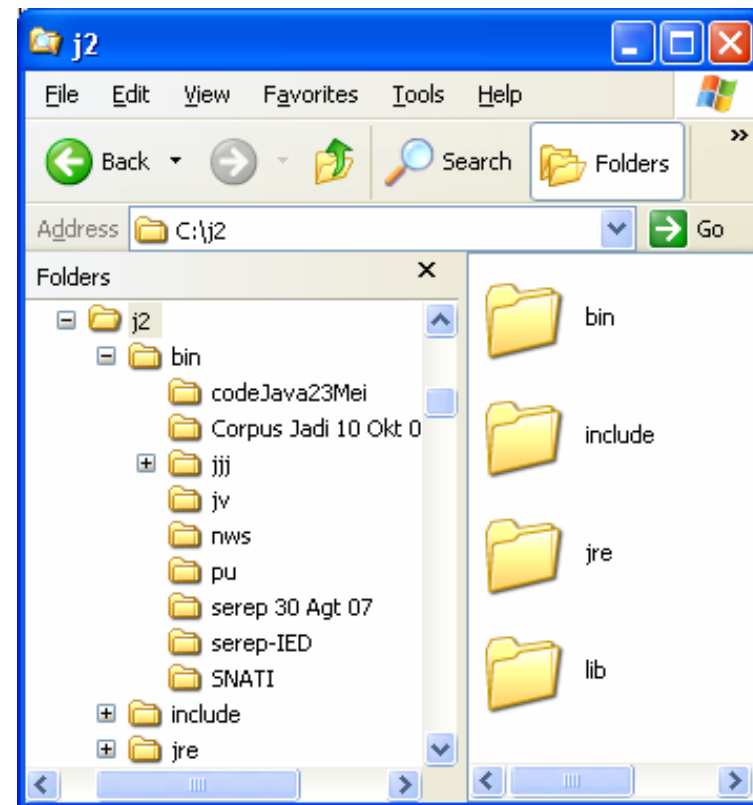 j2
File Edit View Favorites Tools Help
Back Search Folders »
Address C:\j2 Go
Folders
j2
bin
codeJava23Mei
Corpus Jadi 10 Okt 0
jjj
jv
nws
pu
serep 30 Agt 07
serep-IED
SNATI
include
jre
bin
include
jre
lib